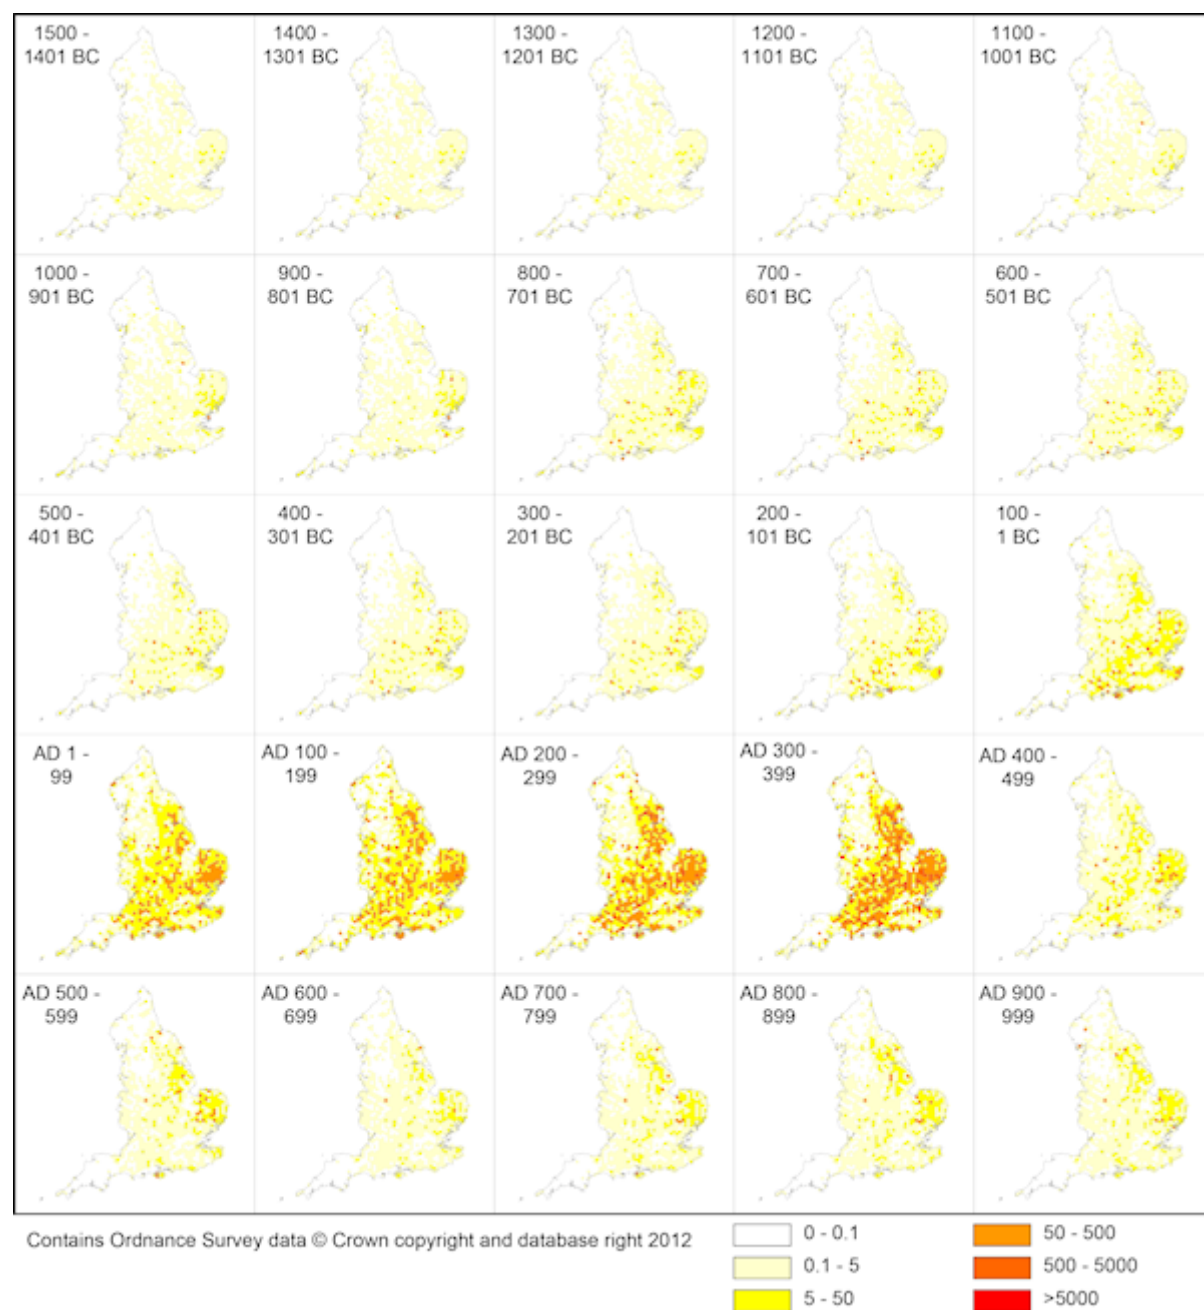 1500 -
1401 BC
1400 -
1301 BC
1300 -
1201 BC
1200 -
1101 BC
1100 -
1001 BC
1000 -
901 BC
900 -
801 BC
800 -
701 BC
700 -
601 BC
600 -
501 BC
500 -
401 BC
400 -
301 BC
300 -
201 BC
200 -
101 BC
100 -
1 BC
AD 1 -
99
AD 100 -
199
AD 200 -
299
AD 300 -
399
AD 400 -
499
AD 500 -
599
AD 600 -
699
AD 700 -
799
AD 800 -
899
AD 900 -
999
Contains Ordnance Survey data © Crown copyright and database right 2012
0 - 0.1
0.1 - 5
5 - 50
50 - 500
500 - 5000
>5000